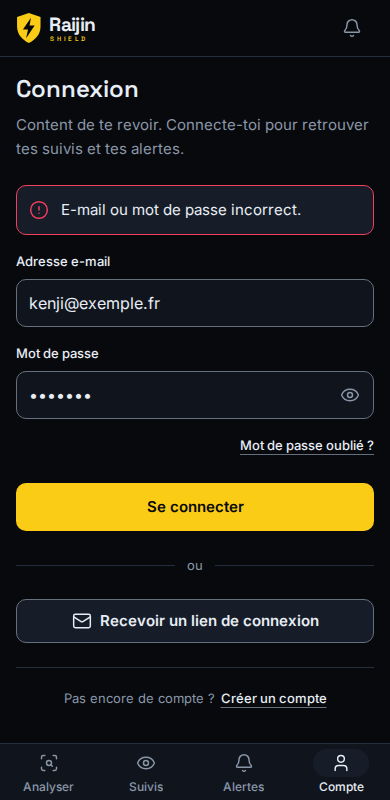 Raijin
SHIELD
Connexion
Content de te revoir. Connecte-toi pour retrouver
tes suivis et tes alertes.
E-mail ou mot de passe incorrect.
Adresse e-mail
kenji@exemple.fr
Mot de passe
•••••••
Mot de passe oublié ?
Se connecter
ou
Recevoir un lien de connexion
Pas encore de compte ? Créer un compte
Analyser Suivis Alertes Compte